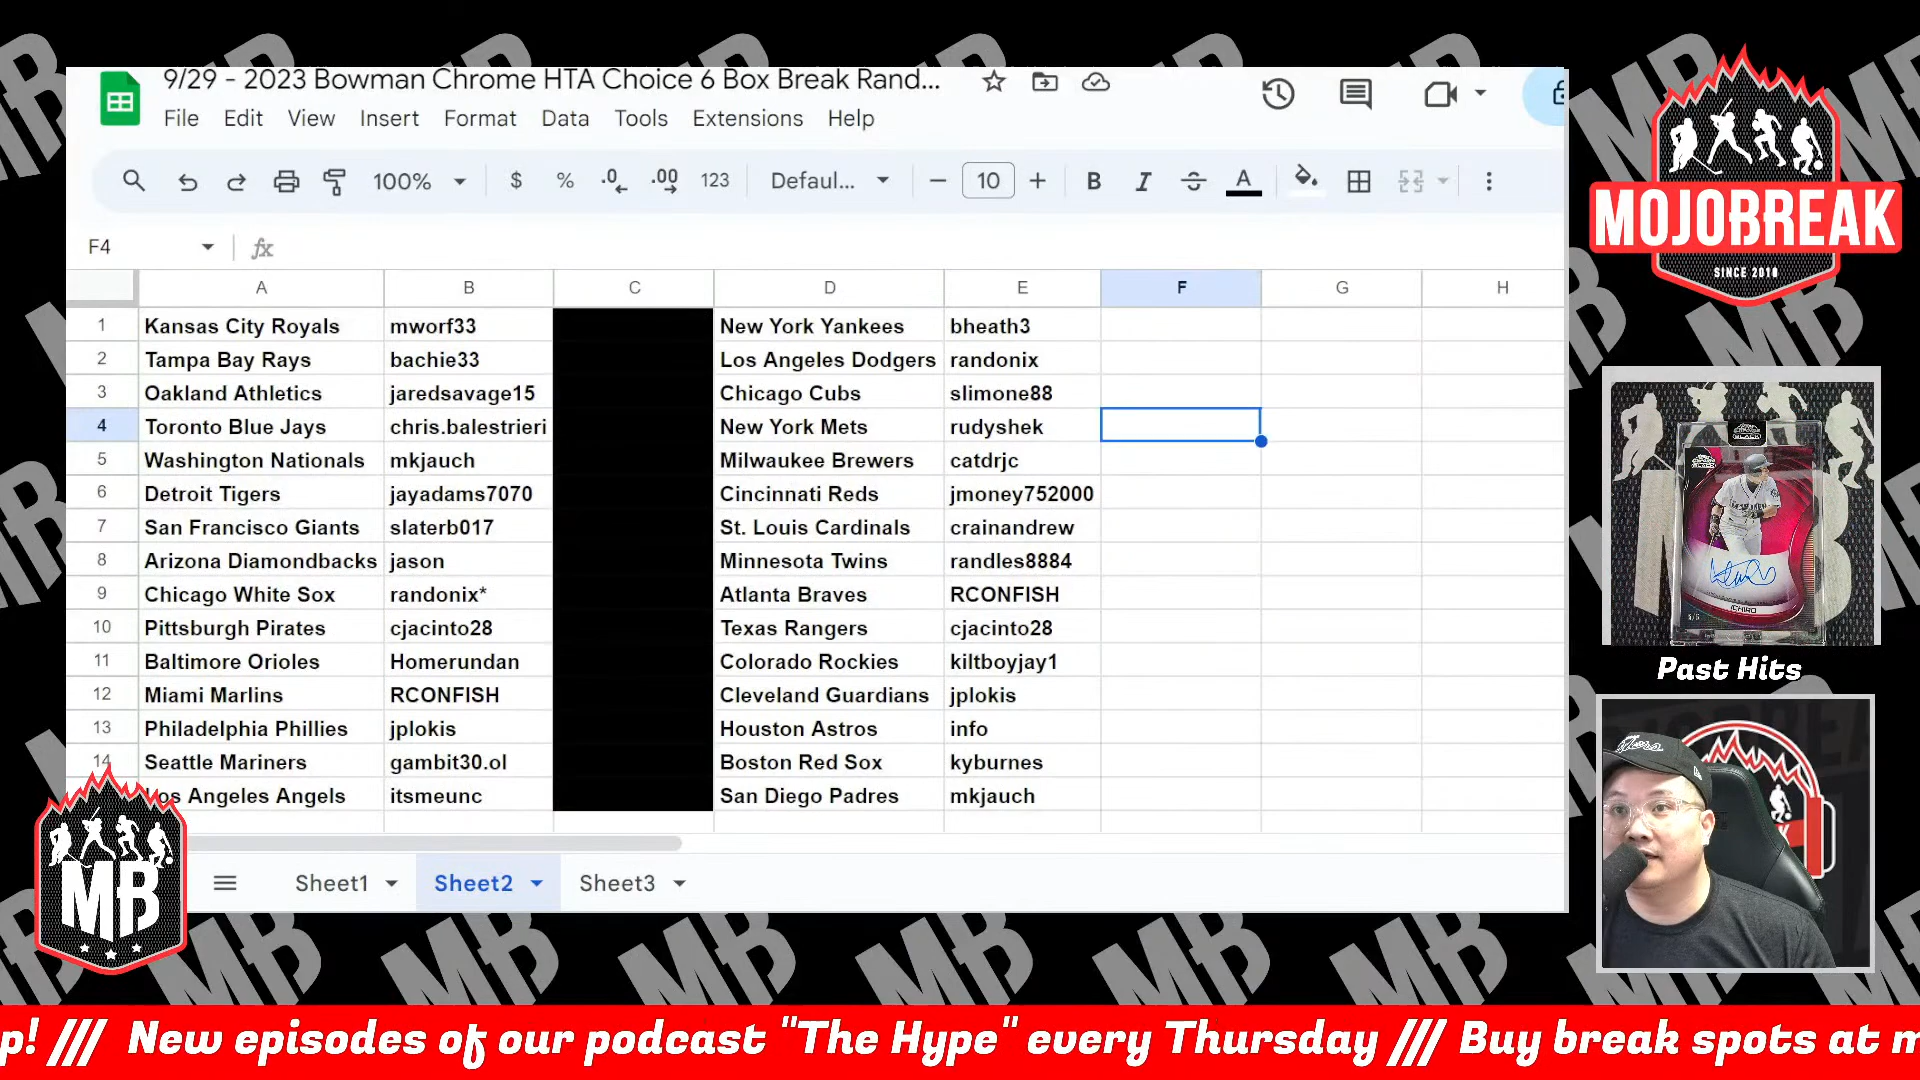 9/29 - 2023 Bowman Chrome HTA Choice 6 Box Break Rand...
File Edit View Insert Format Data Tools Extensions Help
100% $ % .0 .00 123 Defaul... 10 B I A
F4 fx
A B C D E F G H
1 Kansas City Royals mworf33 New York Yankees bheath3
2 Tampa Bay Rays bachie33 Los Angeles Dodgers randonix
3 Oakland Athletics jaredsavage15 Chicago Cubs slimone88
4 Toronto Blue Jays chris.balestrieri New York Mets rudyshek
5 Washington Nationals mkjauch Milwaukee Brewers catdrjc
6 Detroit Tigers jayadams7070 Cincinnati Reds jmoney752000
7 San Francisco Giants slaterb017 St. Louis Cardinals crainandrew
8 Arizona Diamondbacks jason Minnesota Twins randles8884
9 Chicago White Sox randonix* Atlanta Braves RCONFISH
10 Pittsburgh Pirates cjacinto28 Texas Rangers cjacinto28
11 Baltimore Orioles Homerundan Colorado Rockies kiltboyjay1
12 Miami Marlins RCONFISH Cleveland Guardians jplokis
13 Philadelphia Phillies jplokis Houston Astros info
14 Seattle Mariners gambit30.ol Boston Red Sox kyburnes
os Angeles Angels itsmeunc San Diego Padres mkjauch
Sheet1 Sheet2 Sheet3
MB
MOJOBREAK
SINCE 2010
ICHIRO
Past Hits
p! /// New episodes of our podcast "The Hype" every Thursday /// Buy break spots at m